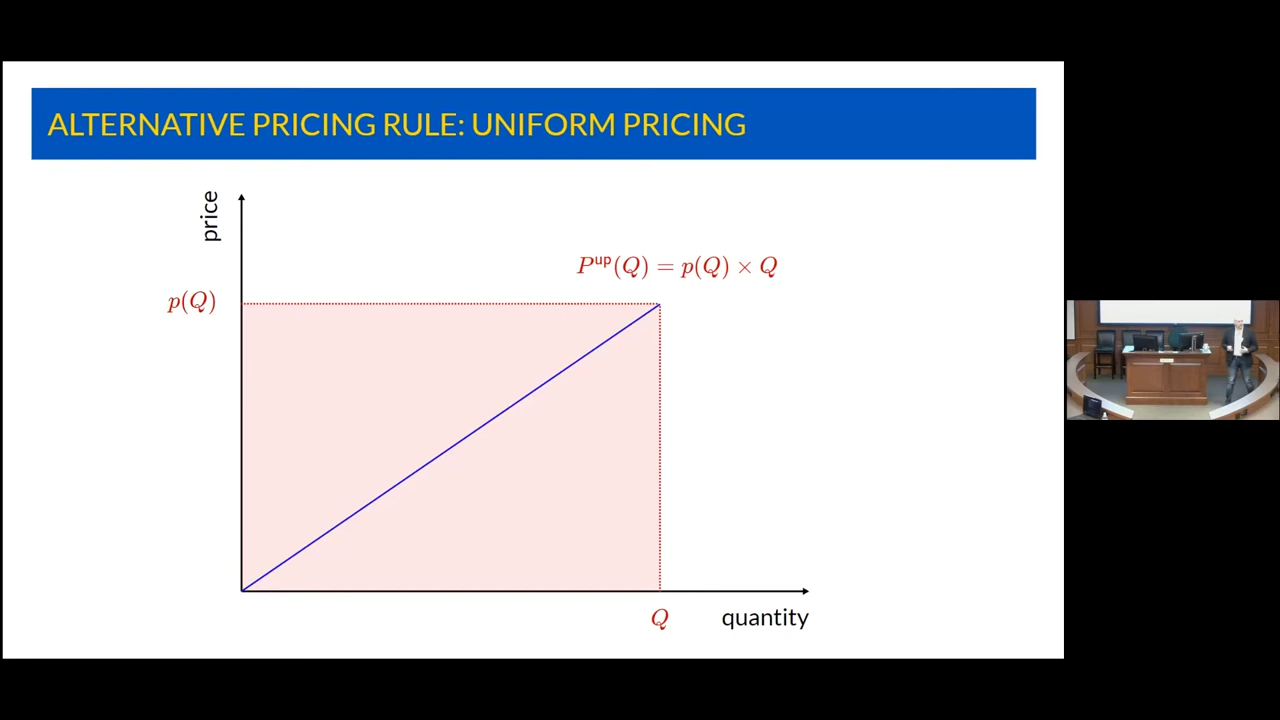 ALTERNATIVE PRICING RULE: UNIFORM PRICING
price
P^up(Q) = p(Q) × Q
p(Q)
Q
quantity